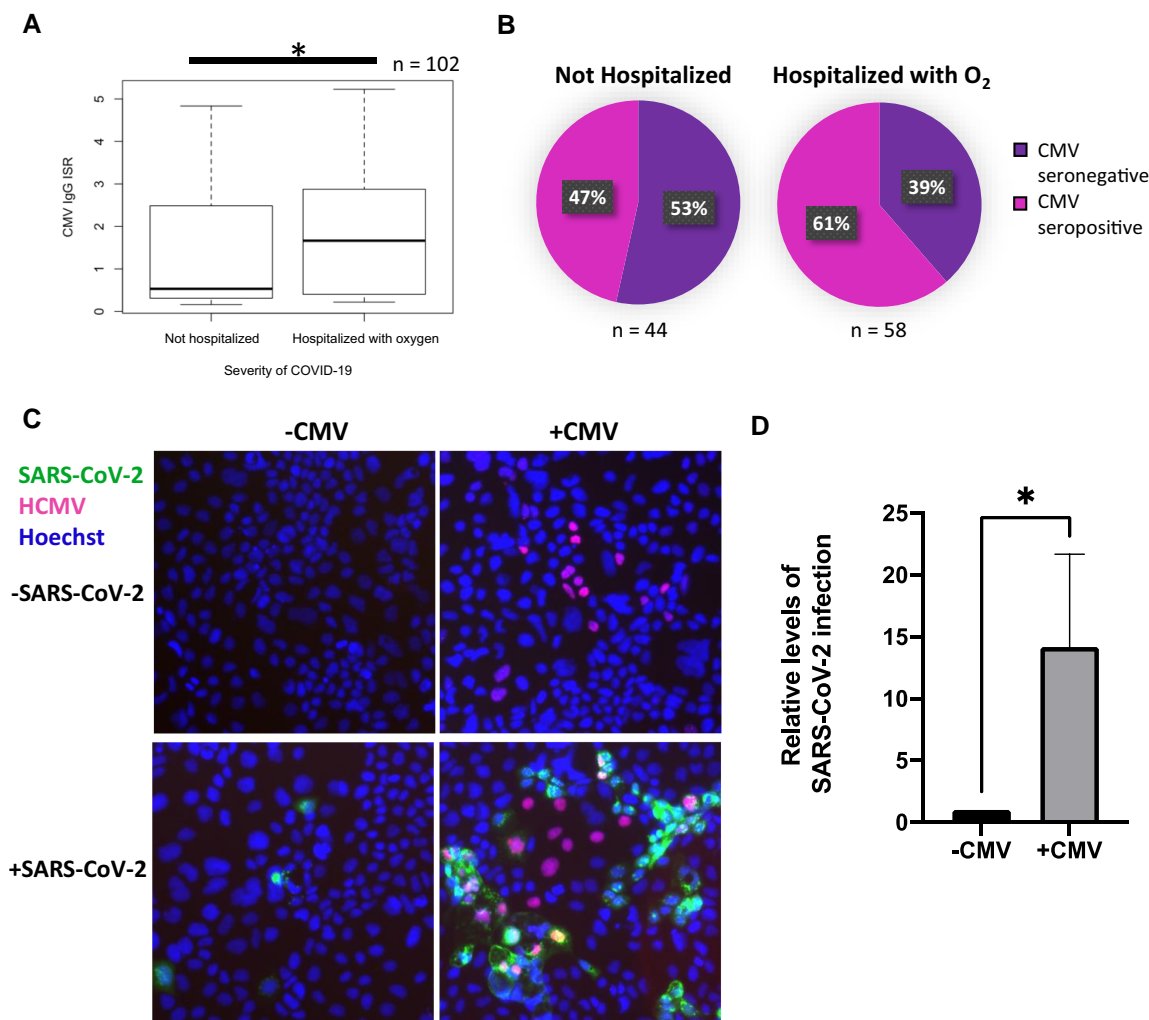 A
*
n = 102
CMV IgG ISR
5
4
3
2
1
0
Not hospitalized
Hospitalized with oxygen
Severity of COVID-19
B
Not Hospitalized
Hospitalized with O₂
47%
53%
61%
39%
n = 44
n = 58
CMV
seronegative
CMV
seropositive
C
-CMV
+CMV
SARS-CoV-2
HCMV
Hoechst
-SARS-CoV-2
+SARS-CoV-2
D
*
Relative levels of
SARS-CoV-2 infection
25
20
15
10
5
0
-CMV
+CMV